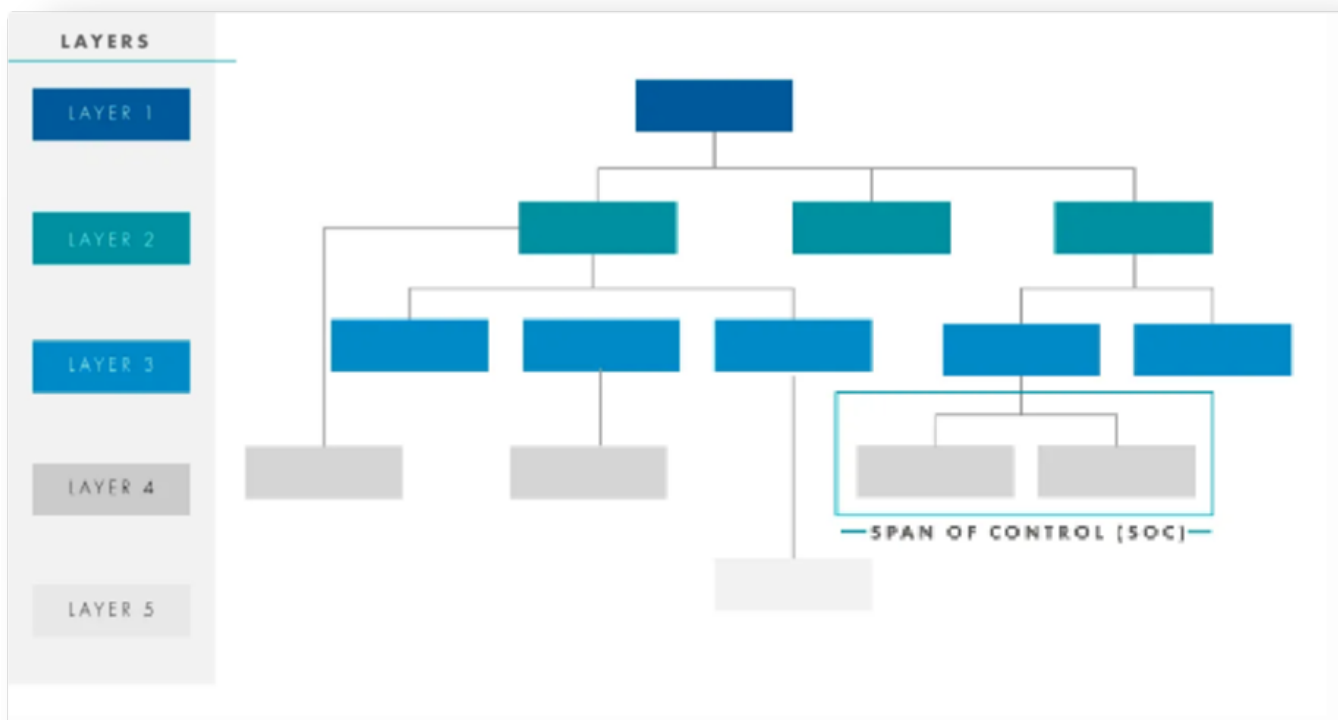 LAYERS
LAYER 1
LAYER 2
LAYER 3
LAYER 4
SPAN OF CONTROL [SOC]
LAYER 5